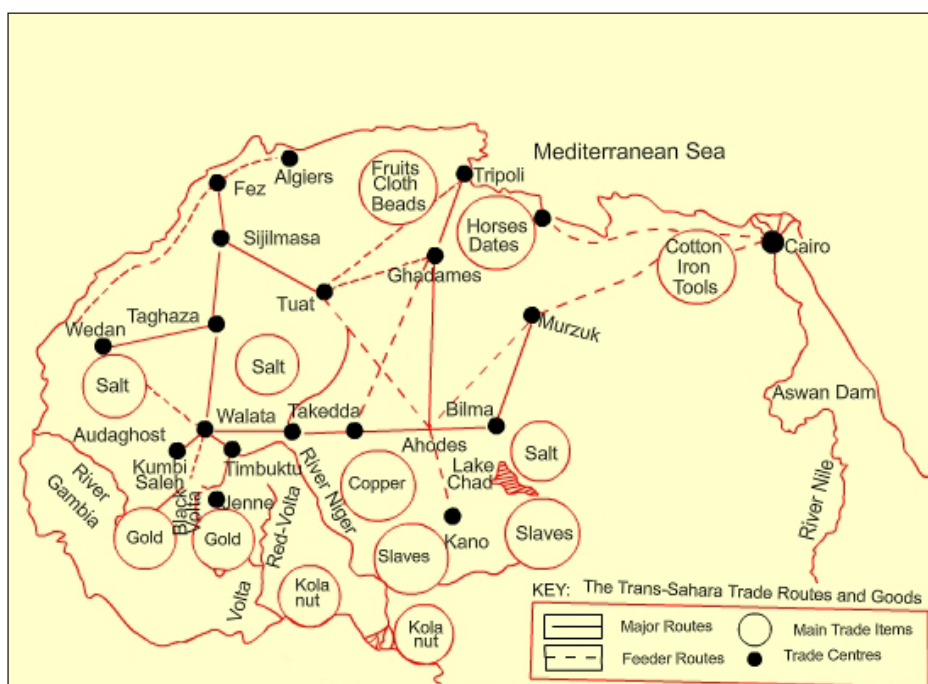 Mediterranean Sea
Algiers
Fez
Fruits
Cloth
Beads
Tripoli
Sijilmasa
Horses
Dates
Ghadames
Cotton
Iron
Tools
Cairo
Tuat
Taghaza
Wedan
Murzuk
Salt
Salt
Aswan Dam
Walata
Takedda
Bilma
Audaghost
Ahodes
Kumbi
Saleh
Timbuktu
River Niger
Lake
Chad
Salt
River
Gambia
Copper
Black
Volta
Jenne
Red-Volta
Kano
River Nile
Gold
Gold
Slaves
Slaves
Volta
Kola
nut
Kola
nut
KEY: The Trans-Sahara Trade Routes and Goods
Major Routes
Main Trade Items
Feeder Routes
Trade Centres